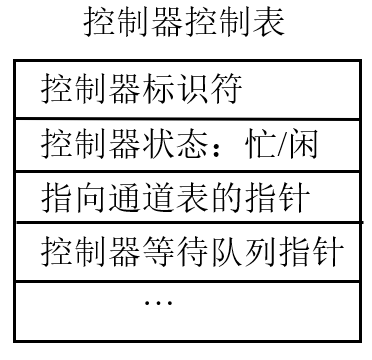 控制器控制表
控制器标识符
控制器状态：忙/闲
指向通道表的指针
控制器等待队列指针
…